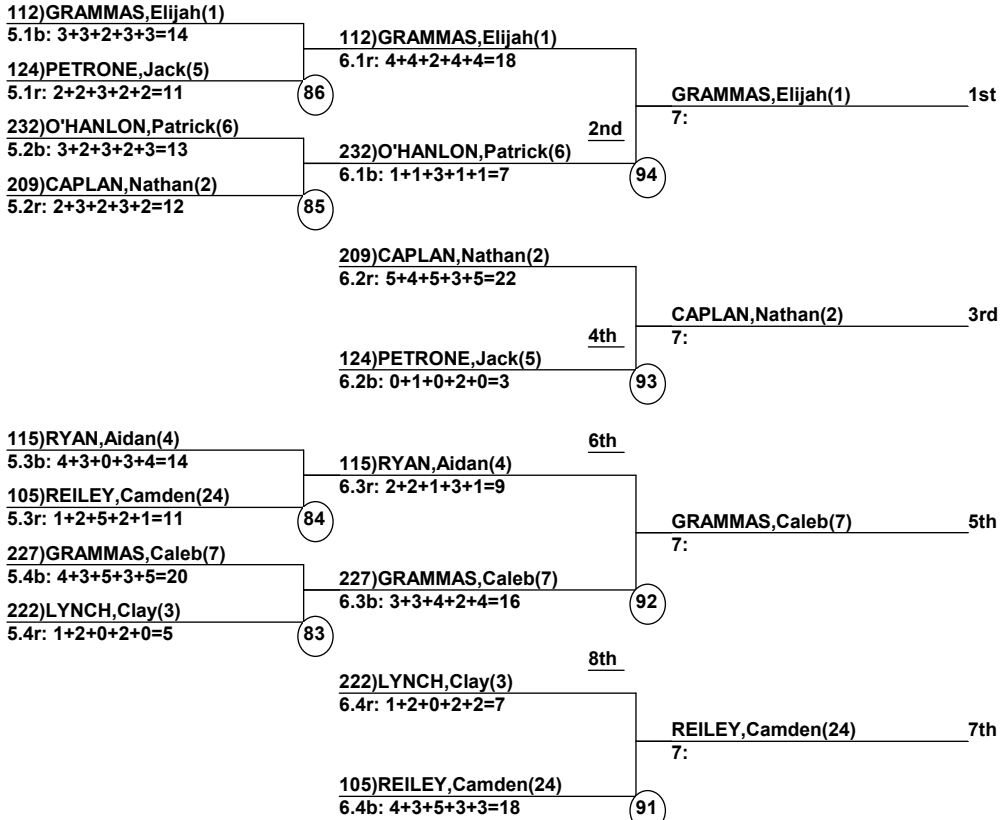 112)GRAMMAS,Elijah(1)
5.1b: 3+3+2+3+3=14
124)PETRONE,Jack(5)
5.1r: 2+2+3+2+2=11
86
232)O'HANLON,Patrick(6)
5.2b: 3+2+3+2+3=13
209)CAPLAN,Nathan(2)
5.2r: 2+3+2+3+2=12
85
112)GRAMMAS,Elijah(1)
6.1r: 4+4+2+4+4=18
2nd
232)O'HANLON,Patrick(6)
6.1b: 1+1+3+1+1=7
94
GRAMMAS,Elijah(1)
1st
7:
209)CAPLAN,Nathan(2)
6.2r: 5+4+5+3+5=22
4th
124)PETRONE,Jack(5)
6.2b: 0+1+0+2+0=3
93
CAPLAN,Nathan(2)
3rd
7:
115)RYAN,Aidan(4)
5.3b: 4+3+0+3+4=14
105)REILEY,Camden(24)
5.3r: 1+2+5+2+1=11
84
227)GRAMMAS,Caleb(7)
5.4b: 4+3+5+3+5=20
222)LYNCH,Clay(3)
5.4r: 1+2+0+2+0=5
83
6th
115)RYAN,Aidan(4)
6.3r: 2+2+1+3+1=9
227)GRAMMAS,Caleb(7)
6.3b: 3+3+4+2+4=16
92
GRAMMAS,Caleb(7)
5th
7:
8th
222)LYNCH,Clay(3)
6.4r: 1+2+0+2+2=7
105)REILEY,Camden(24)
6.4b: 4+3+5+3+3=18
91
REILEY,Camden(24)
7th
7: